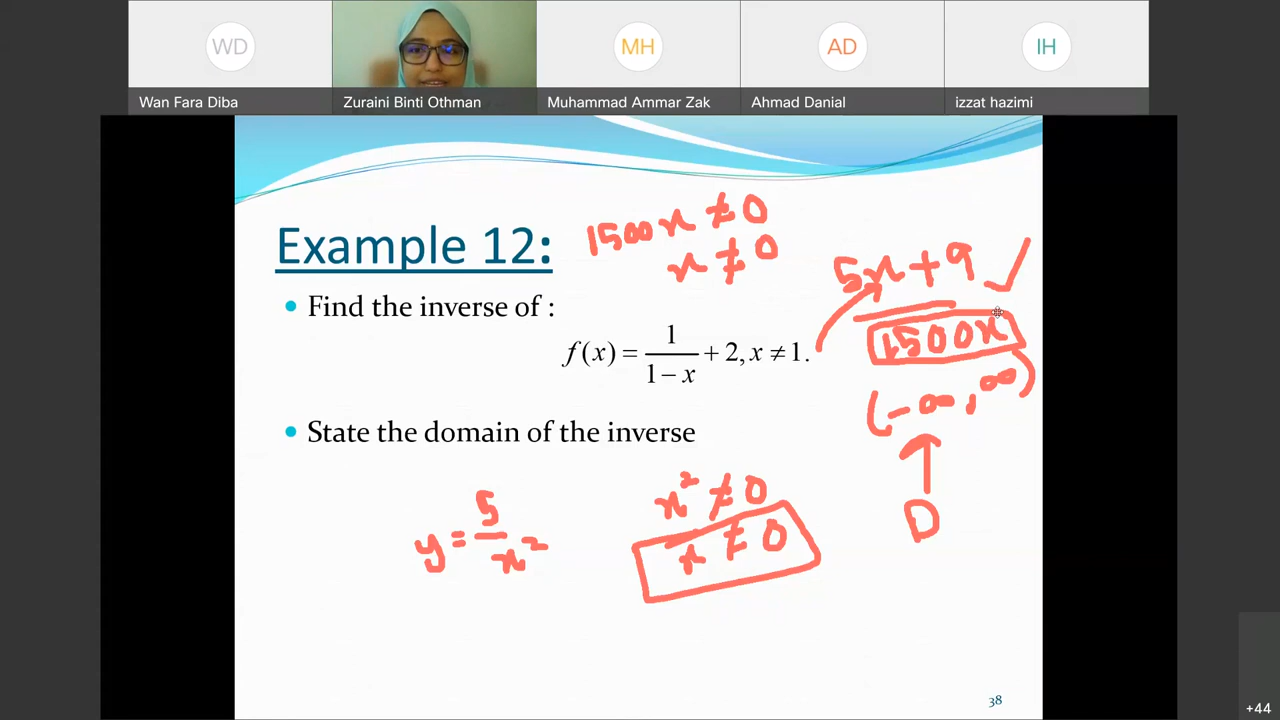 WD
MH
AD
IH
Wan Fara Diba
Zuraini Binti Othman
Muhammad Ammar Zak
Ahmad Danial
izzat hazimi
Example 12:
1500x ≠ 0
x ≠ 0
5x + 9 ✓
1500x
(-∞, ∞)
↑
D
• Find the inverse of :
f(x) = 1/(1 − x) + 2, x ≠ 1.
• State the domain of the inverse
y = 5/x²
x² ≠ 0
x ≠ 0
38
+44